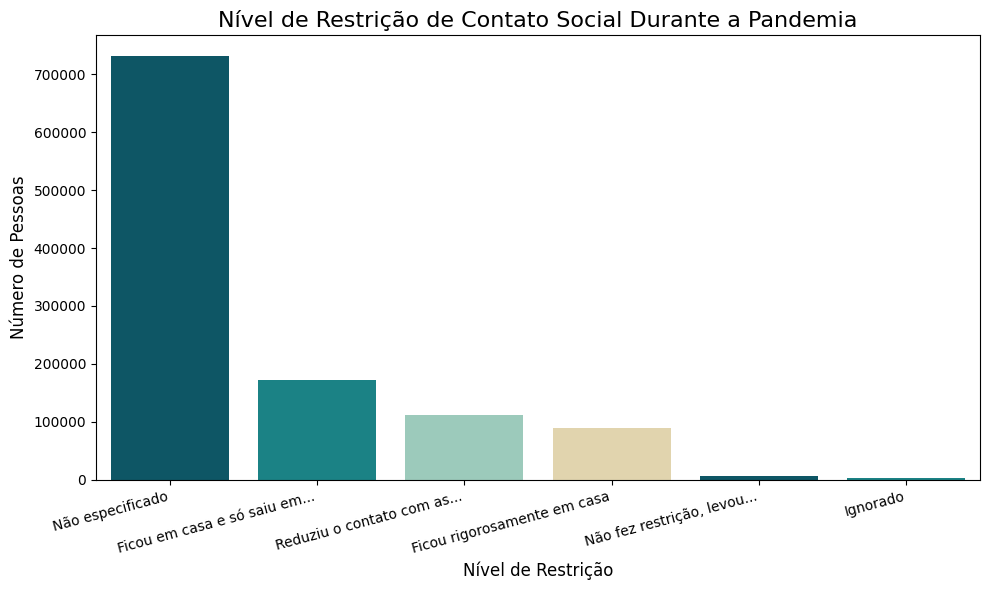 Nível de Restrição de Contato Social Durante a Pandemia
Número de Pessoas
700000
600000
500000
400000
300000
200000
100000
0
Não especificado
Ficou em casa e só saiu em...
Reduziu o contato com as...
Ficou rigorosamente em casa
Não fez restrição, levou...
Ignorado
Nível de Restrição